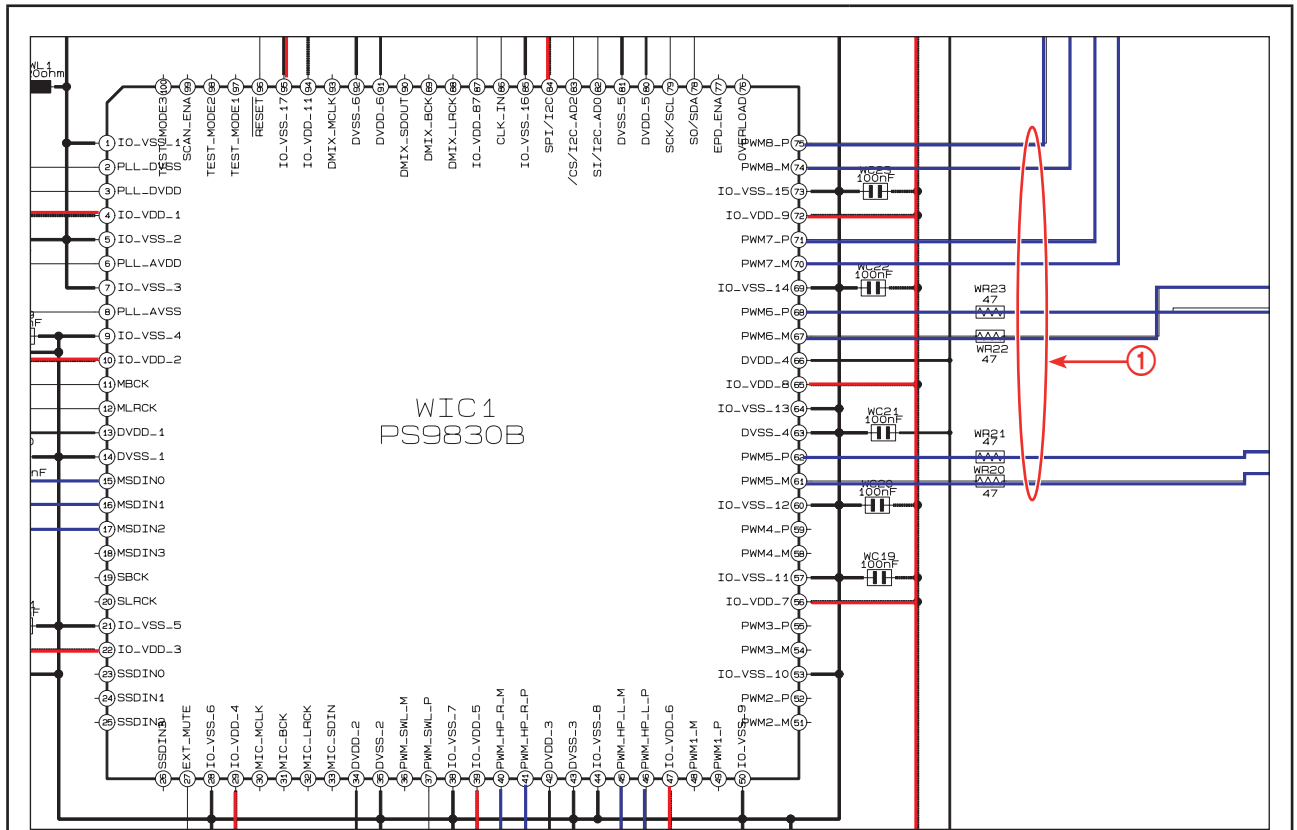 WL1
0ohm
TEST_MODE3
SCAN_ENA
TEST_MODE2
TEST_MODE1
RESET
IO_VSS_17
IO_VDD_11
DMIX_MCLK
DVSS_6
DVDD_6
DMIX_SDOUT
DMIX_BCK
DMIX_LRCK
IO_VDD_87
CLK_IN
IO_VSS_16
SPI/I2C
/CS/I2C_AD2
SI/I2C_AD0
DVSS_5
DVDD_5
SCK/SCL
SO/SDA
EPD_ENA
OVERLOAD
100
99
98
97
96
95
94
93
92
91
90
89
88
87
86
85
84
83
82
81
80
79
78
77
76
1 IO_VSS_1
2 PLL_DVSS
3 PLL_DVDD
4 IO_VDD_1
5 IO_VSS_2
6 PLL_AVDD
7 IO_VSS_3
8 PLL_AVSS
9 IO_VSS_4
10 IO_VDD_2
11 MBCK
12 MLRCK
13 DVDD_1
14 DVSS_1
15 MSDIN0
16 MSDIN1
17 MSDIN2
18 MSDIN3
19 SBCK
20 SLRCK
21 IO_VSS_5
22 IO_VDD_3
23 SSDIN0
24 SSDIN1
25 SSDIN2
WIC1
PS9830B
PWM8_P 75
PWM8_M 74
IO_VSS_15 73
IO_VDD_9 72
PWM7_P 71
PWM7_M 70
IO_VSS_14 69
PWM6_P 68
PWM6_M 67
DVDD_4 66
IO_VDD_8 65
IO_VSS_13 64
DVSS_4 63
PWM5_P 62
PWM5_M 61
IO_VSS_12 60
PWM4_P 59
PWM4_M 58
IO_VSS_11 57
IO_VDD_7 56
PWM3_P 55
PWM3_M 54
IO_VSS_10 53
PWM2_P 52
PWM2_M 51
WC23
100nF
WC22
100nF
WR23
47
WR22
47
1
WC21
100nF
WR21
47
WR20
47
WC20
100nF
WC19
100nF
SSDIN3
EXT_MUTE
IO_VSS_6
IO_VDD_4
MIC_MCLK
MIC_BCK
MIC_LRCK
MIC_SDIN
DVDD_2
DVSS_2
PWM_SWL_M
PWM_SWL_P
IO_VSS_7
IO_VDD_5
PWM_HP_R_M
PWM_HP_R_P
DVDD_3
DVSS_3
IO_VSS_8
PWM_HP_L_M
PWM_HP_L_P
IO_VDD_6
PWM1_M
PWM1_P
IO_VSS_9
26
27
28
29
30
31
32
33
34
35
36
37
38
39
40
41
42
43
44
45
46
47
48
49
50